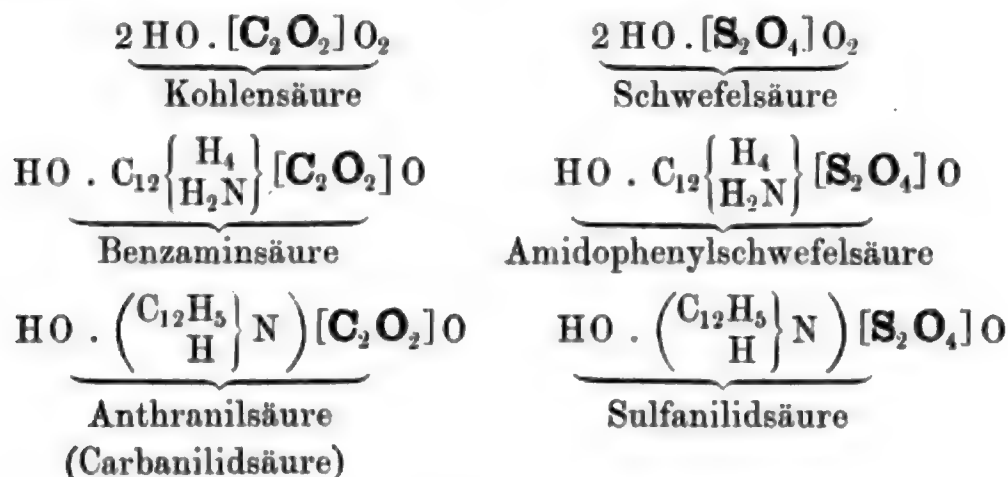 2 HO . [C₂O₂] O₂ 2 HO . [S₂O₄] O₂
Kohlensäure Schwefelsäure
HO . C₁₂ { H₄ / H₂N } [C₂O₂] O HO . C₁₂ { H₄ / H₂N } [S₂O₄] O
Benzaminsäure Amidophenylschwefelsäure
HO . ( C₁₂H₅ / H } N ) [C₂O₂] O HO . ( C₁₂H₅ / H } N ) [S₂O₄] O
Anthranilsäure Sulfanilidsäure
(Carbanilidsäure)